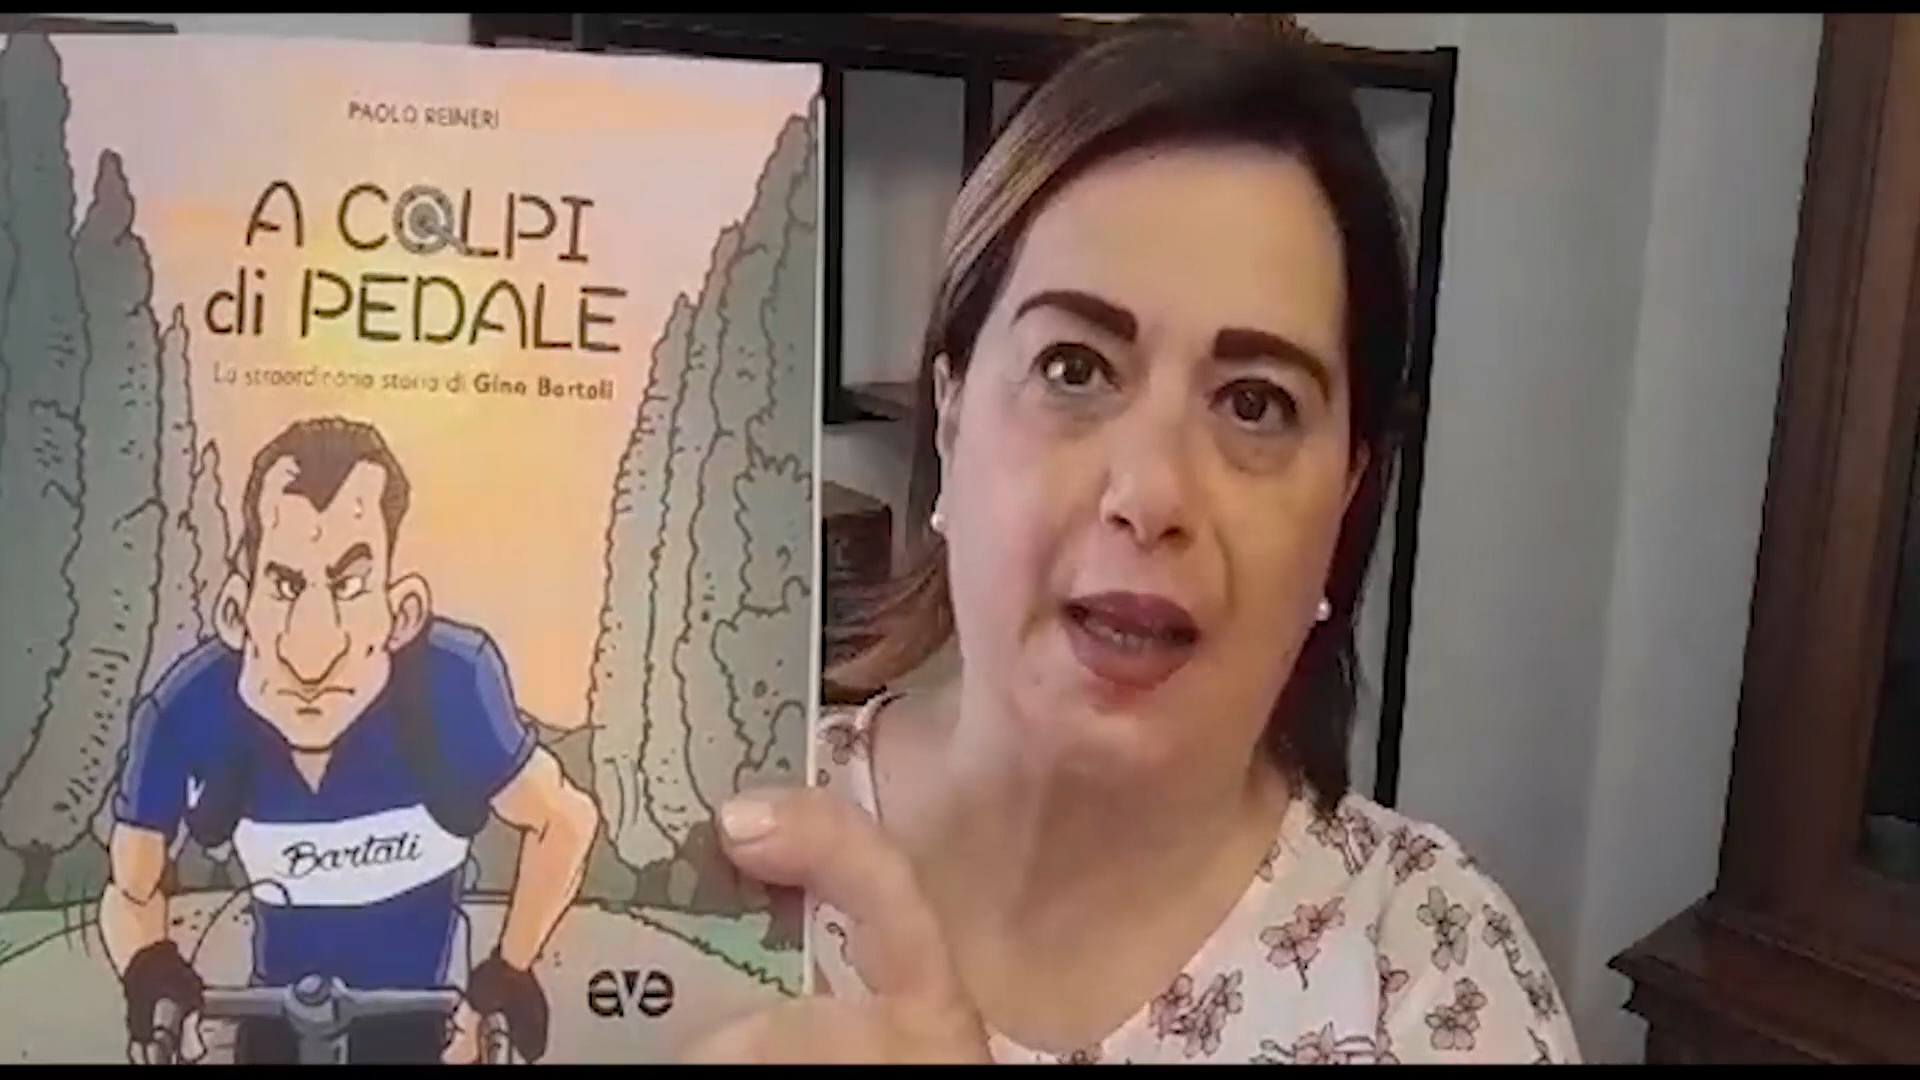 PAOLO REINERI
A COLPI
di PEDALE
La straordinaria storia di Gino Bartali
Bartali
ave